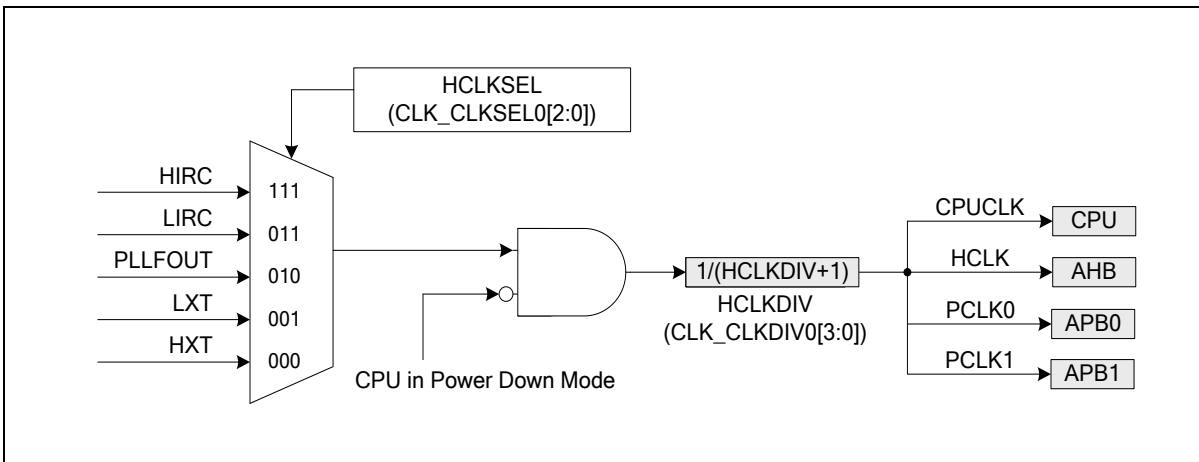 HCLKSEL
(CLK_CLKSEL0[2:0])
HIRC
111
LIRC
011
PLLFOUT
010
LXT
001
HXT
000
CPU in Power Down Mode
1/(HCLKDIV+1)
HCLKDIV
(CLK_CLKDIV0[3:0])
CPUCLK
CPU
HCLK
AHB
PCLK0
APB0
PCLK1
APB1